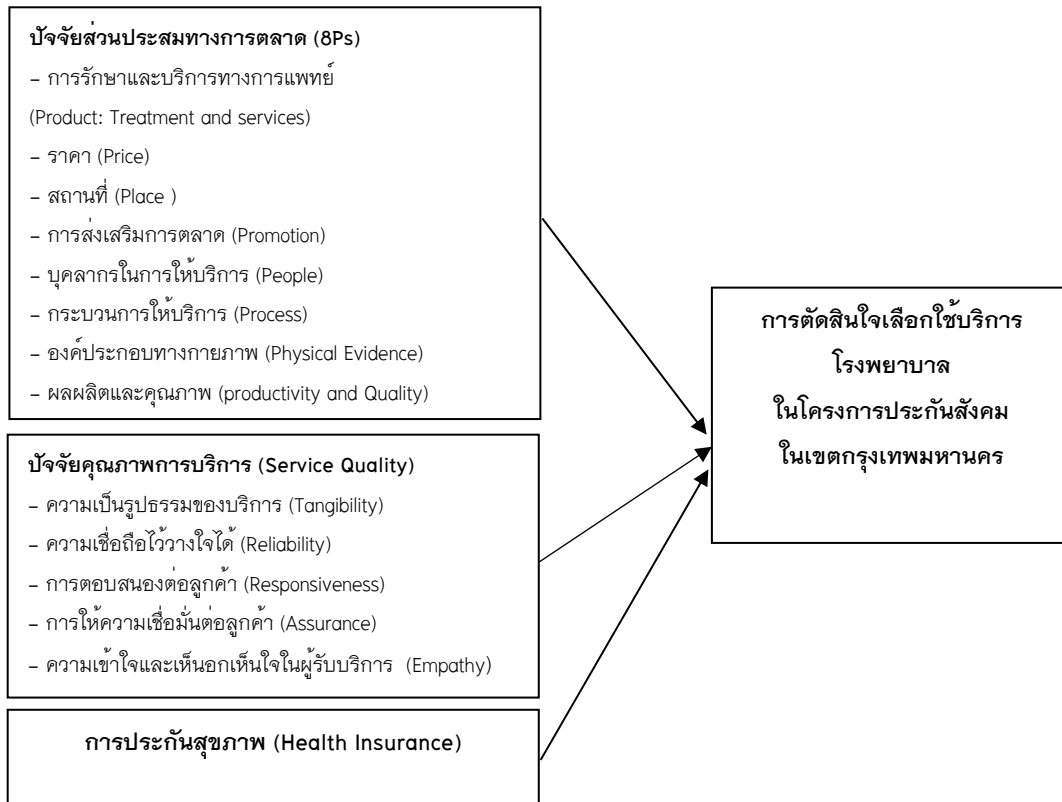 ปัจจัยส่วนประสมทางการตลาด (8Ps)
– การรักษาและบริการทางการแพทย์
(Product: Treatment and services)
– ราคา (Price)
– สถานที่ (Place )
– การส่งเสริมการตลาด (Promotion)
– บุคลากรในการให้บริการ (People)
– กระบวนการให้บริการ (Process)
– องค์ประกอบทางกายภาพ (Physical Evidence)
– ผลผลิตและคุณภาพ (productivity and Quality)
ปัจจัยคุณภาพการบริการ (Service Quality)
– ความเป็นรูปธรรมของบริการ (Tangibility)
– ความเชื่อถือไว้วางใจได้ (Reliability)
– การตอบสนองต่อลูกค้า (Responsiveness)
– การให้ความเชื่อมั่นต่อลูกค้า (Assurance)
– ความเข้าใจและเห็นอกเห็นใจในผู้รับบริการ (Empathy)
การประกันสุขภาพ (Health Insurance)
การตัดสินใจเลือกใช้บริการ
โรงพยาบาล
ในโครงการประกันสังคม
ในเขตกรุงเทพมหานคร